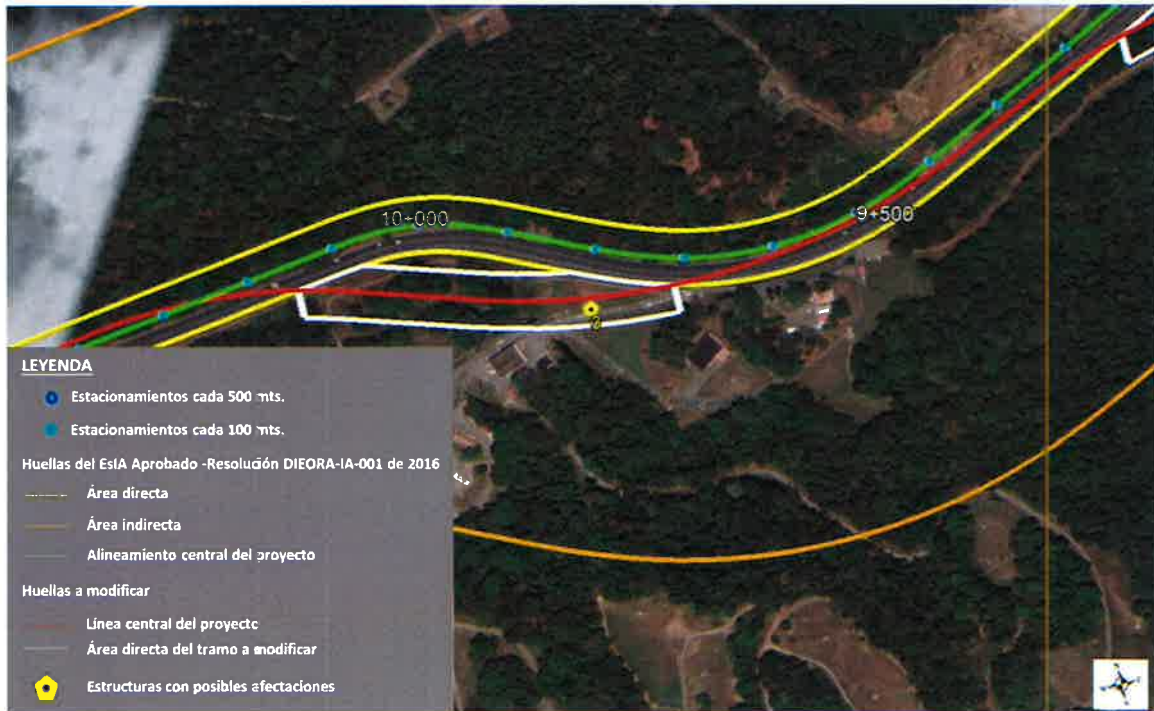 10+000
9+500
LEYENDA
Estacionamientos cada 500 mts.
Estacionamientos cada 100 mts.
Huellas del EsIA Aprobado -Resolución DIEORA-IA-001 de 2016
Área directa
Área indirecta
Alineamiento central del proyecto
Huellas a modificar
Línea central del proyecto
Área directa del tramo a modificar
Estructuras con posibles afectaciones